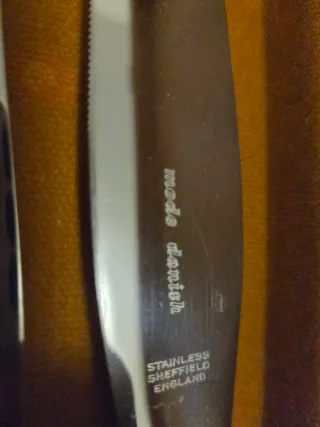 mode danish
STAINLESS
SHEFFIELD
ENGLAND